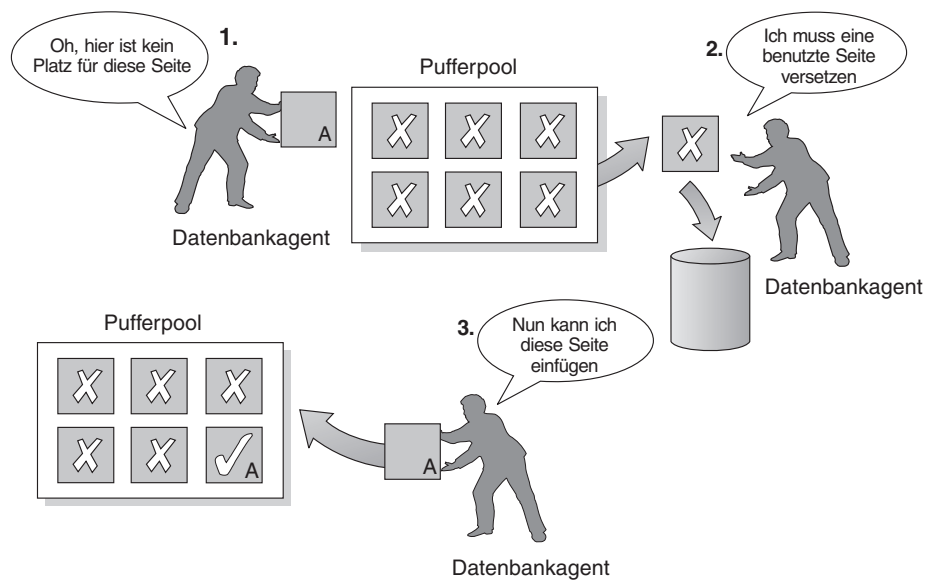 1.
Oh, hier ist kein
Platz für diese Seite
A
Datenbankagent
Pufferpool
X X X
X X X
2.
Ich muss eine
benutzte Seite
versetzen
X
Datenbankagent
Pufferpool
X X X
X X A
3.
Nun kann ich
diese Seite
einfügen
A
Datenbankagent